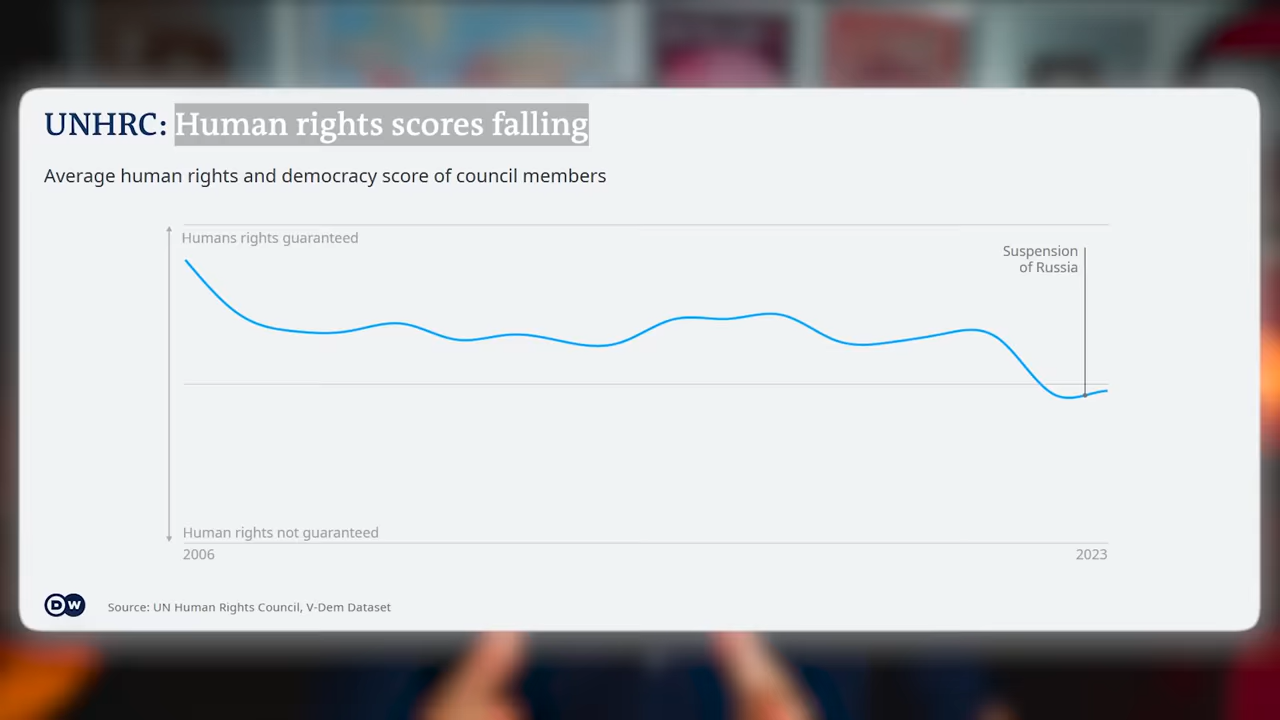 UNHRC: Human rights scores falling
Average human rights and democracy score of council members
Humans rights guaranteed
Suspension
of Russia
Human rights not guaranteed
2006
2023
DW
Source: UN Human Rights Council, V-Dem Dataset